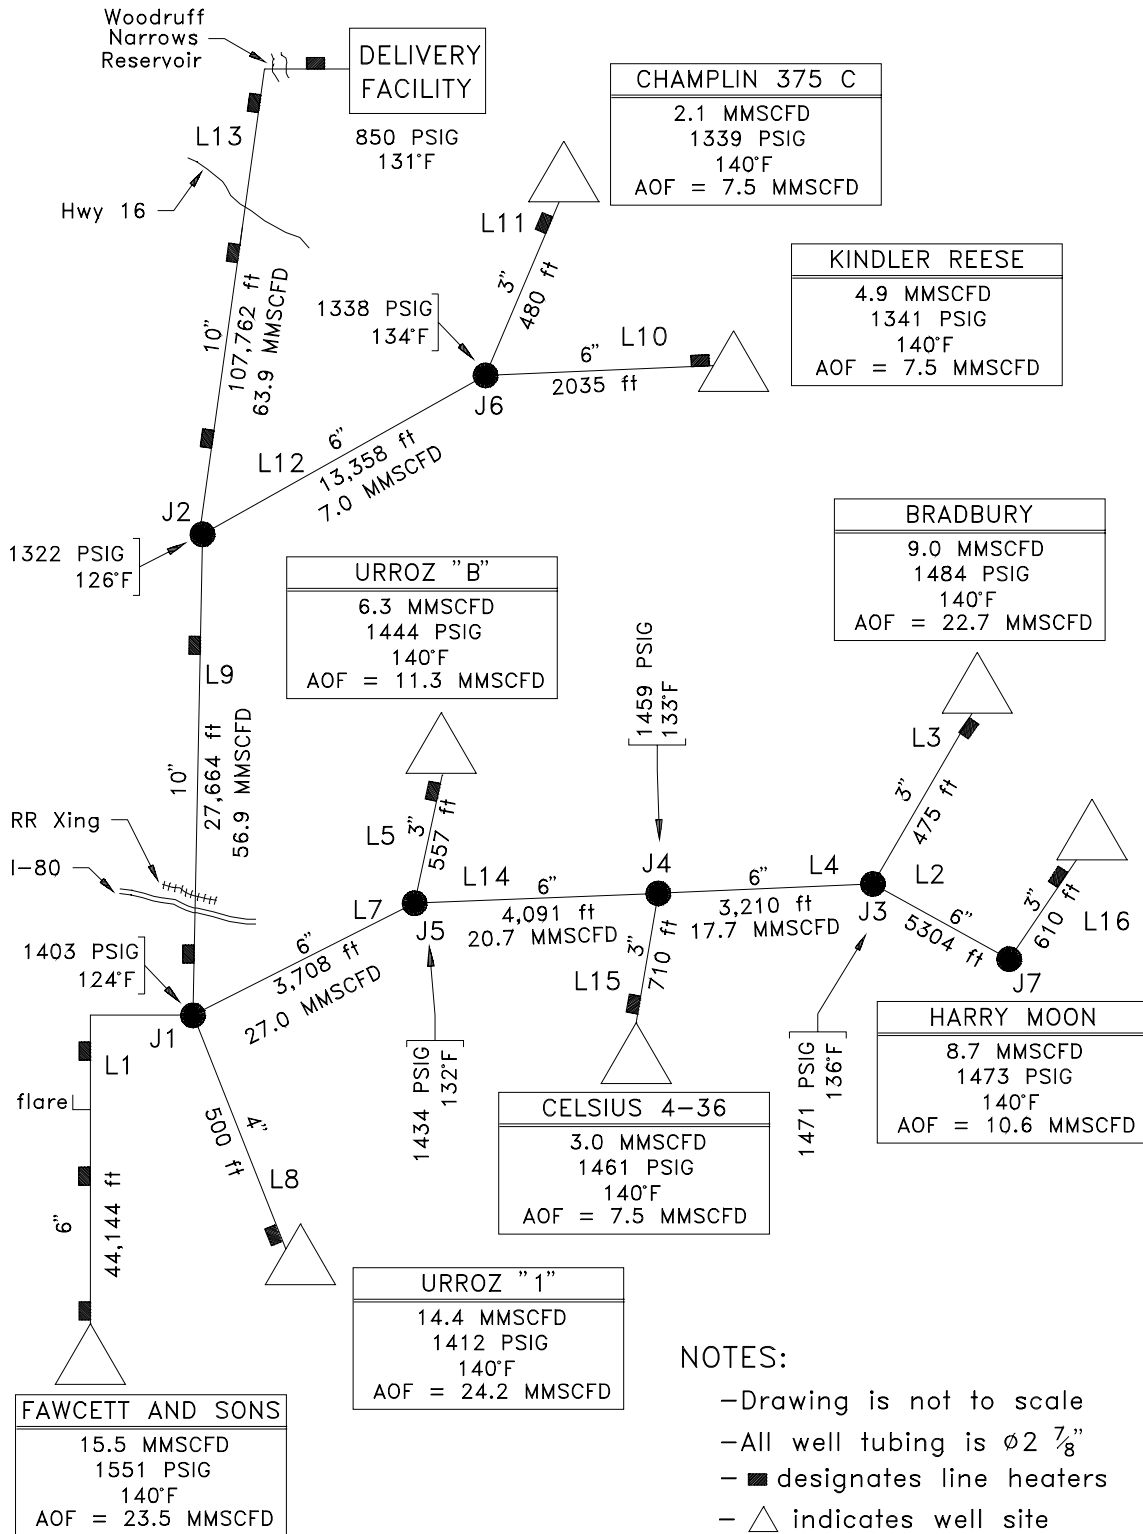 Woodruff
Narrows
Reservoir
DELIVERY
FACILITY
850 PSIG
131°F
L13
Hwy 16
CHAMPLIN 375 C
2.1 MMSCFD
1339 PSIG
140°F
AOF = 7.5 MMSCFD
L11
3"
480 ft
KINDLER REESE
4.9 MMSCFD
1341 PSIG
140°F
AOF = 7.5 MMSCFD
1338 PSIG
134°F
10"
107,762 ft
63.9 MMSCFD
6"
L10
2035 ft
J6
L12
6"
13,358 ft
7.0 MMSCFD
J2
1322 PSIG
126°F
BRADBURY
9.0 MMSCFD
1484 PSIG
140°F
AOF = 22.7 MMSCFD
URROZ "B"
6.3 MMSCFD
1444 PSIG
140°F
AOF = 11.3 MMSCFD
1459 PSIG
133°F
L9
10"
27,664 ft
56.9 MMSCFD
L3
3"
475 ft
RR Xing
I-80
L5
3"
557 ft
L14
6"
4,091 ft
20.7 MMSCFD
J4
6"
L4
3,210 ft
17.7 MMSCFD
J3
L2
6"
5304 ft
3"
610 ft
L16
J7
L7
6"
3,708 ft
27.0 MMSCFD
J5
3"
710 ft
L15
1403 PSIG
124°F
J1
L1
flare
6"
44,144 ft
4"
500 ft
L8
1434 PSIG
132°F
1471 PSIG
136°F
HARRY MOON
8.7 MMSCFD
1473 PSIG
140°F
AOF = 10.6 MMSCFD
CELSIUS 4-36
3.0 MMSCFD
1461 PSIG
140°F
AOF = 7.5 MMSCFD
URROZ "1"
14.4 MMSCFD
1412 PSIG
140°F
AOF = 24.2 MMSCFD
FAWCETT AND SONS
15.5 MMSCFD
1551 PSIG
140°F
AOF = 23.5 MMSCFD
NOTES:
-Drawing is not to scale
-All well tubing is ø2 7/8"
- designates line heaters
- indicates well site